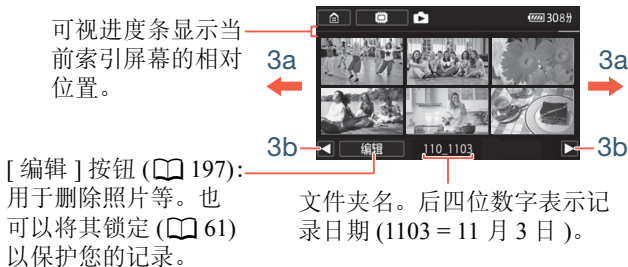 可视进度条显示当
前索引屏幕的相对
位置。
308分
3a
3a
3b
编辑
110_1103
3b
[ 编辑 ] 按钮 ( 197):
用于删除照片等。也
可以将其锁定 ( 61)
以保护您的记录。
文件夹名。后四位数字表示记
录日期 (1103 = 11 月 3 日 )。